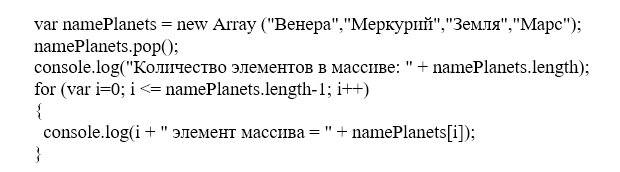 var namePlanets = new Array ("Венера","Меркурий","Земля","Марс");
namePlanets.pop();
console.log("Количество элементов в массиве: " + namePlanets.length);
for (var i=0; i <= namePlanets.length-1; i++)
{
console.log(i + " элемент массива = " + namePlanets[i]);
}